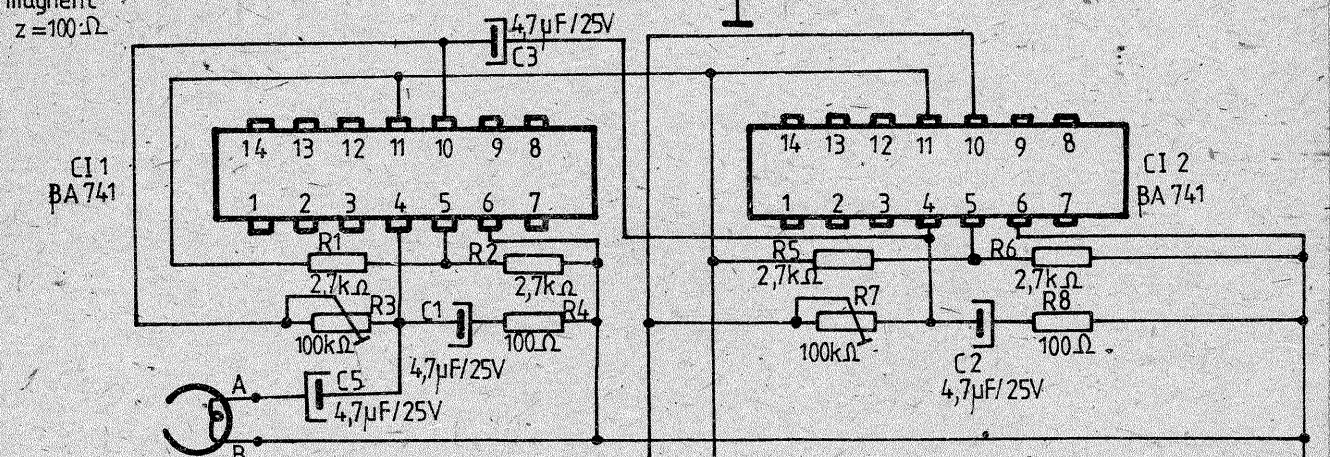 z=100Ω
4,7µF/25V
C3
14 13 12 11 10 9 8
1 2 3 4 5 6 7
CI 1
BA 741
14 13 12 11 10 9 8
1 2 3 4 5 6 7
CI 2
BA 741
R1
2,7kΩ
R2
2,7kΩ
R3
100kΩ
C1
4,7µF/25V
R4
100Ω
R5
2,7kΩ
R6
2,7kΩ
R7
100kΩ
C2
4,7µF/25V
R8
100Ω
A
C5
4,7µF/25V
B